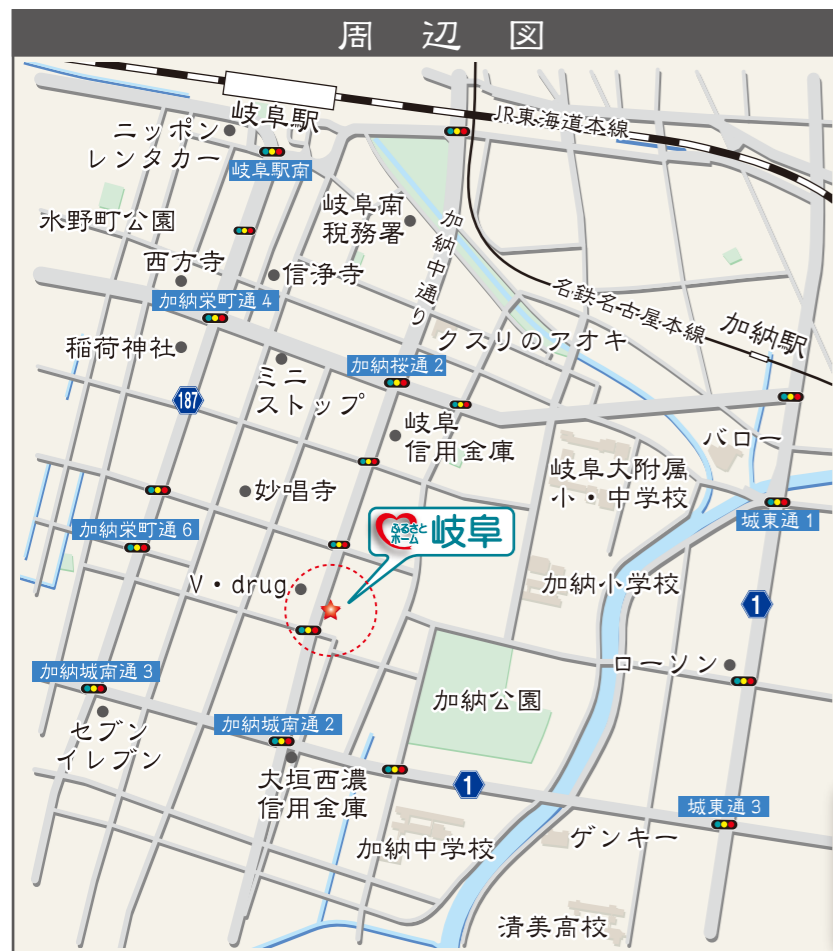 周辺図
岐阜駅
JR東海道本線
ニッポン
レンタカー
岐阜駅南
水野町公園
岐阜南
税務署
加納中通り
西方寺
信浄寺
加納栄町通4
名鉄名古屋本線
加納駅
クスリのアオキ
稲荷神社
ミニ
ストップ
加納桜通2
187
岐阜
信用金庫
バロー
岐阜大附属
小・中学校
妙唱寺
加納栄町通6
ふるさと
ホーム
岐阜
城東通1
V・drug
加納小学校
1
加納城南通3
ローソン
加納公園
セブン
イレブン
加納城南通2
大垣西濃
信用金庫
1
城東通3
加納中学校
ゲンキー
清美高校